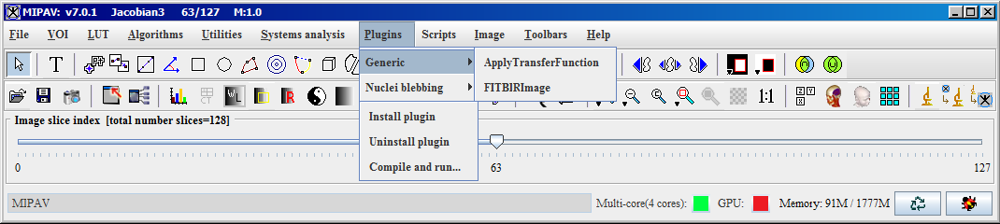 MIPAV: v7.0.1 Jacobian3 63/127 M:1.0
File VOI LUT Algorithms Utilities Systems analysis Plugins Scripts Image Toolbars Help
T Generic ApplyTransferFunction
WL R Nuclei blebbing FITBIRImage 1:1 Z Y X
Install plugin
Image slice index [total number slices=128]
Uninstall plugin
0 Compile and run... 63 127
MIPAV Multi-core(4 cores): GPU: Memory: 91M / 1777M